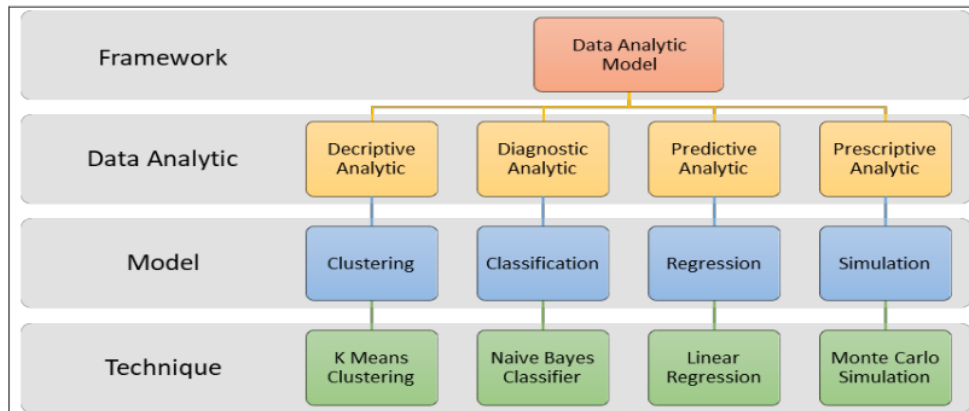 Framework
Data Analytic
Model
Data Analytic
Decriptive
Analytic
Diagnostic
Analytic
Predictive
Analytic
Prescriptive
Analytic
Model
Clustering
Classification
Regression
Simulation
Technique
K Means
Clustering
Naive Bayes
Classifier
Linear
Regression
Monte Carlo
Simulation